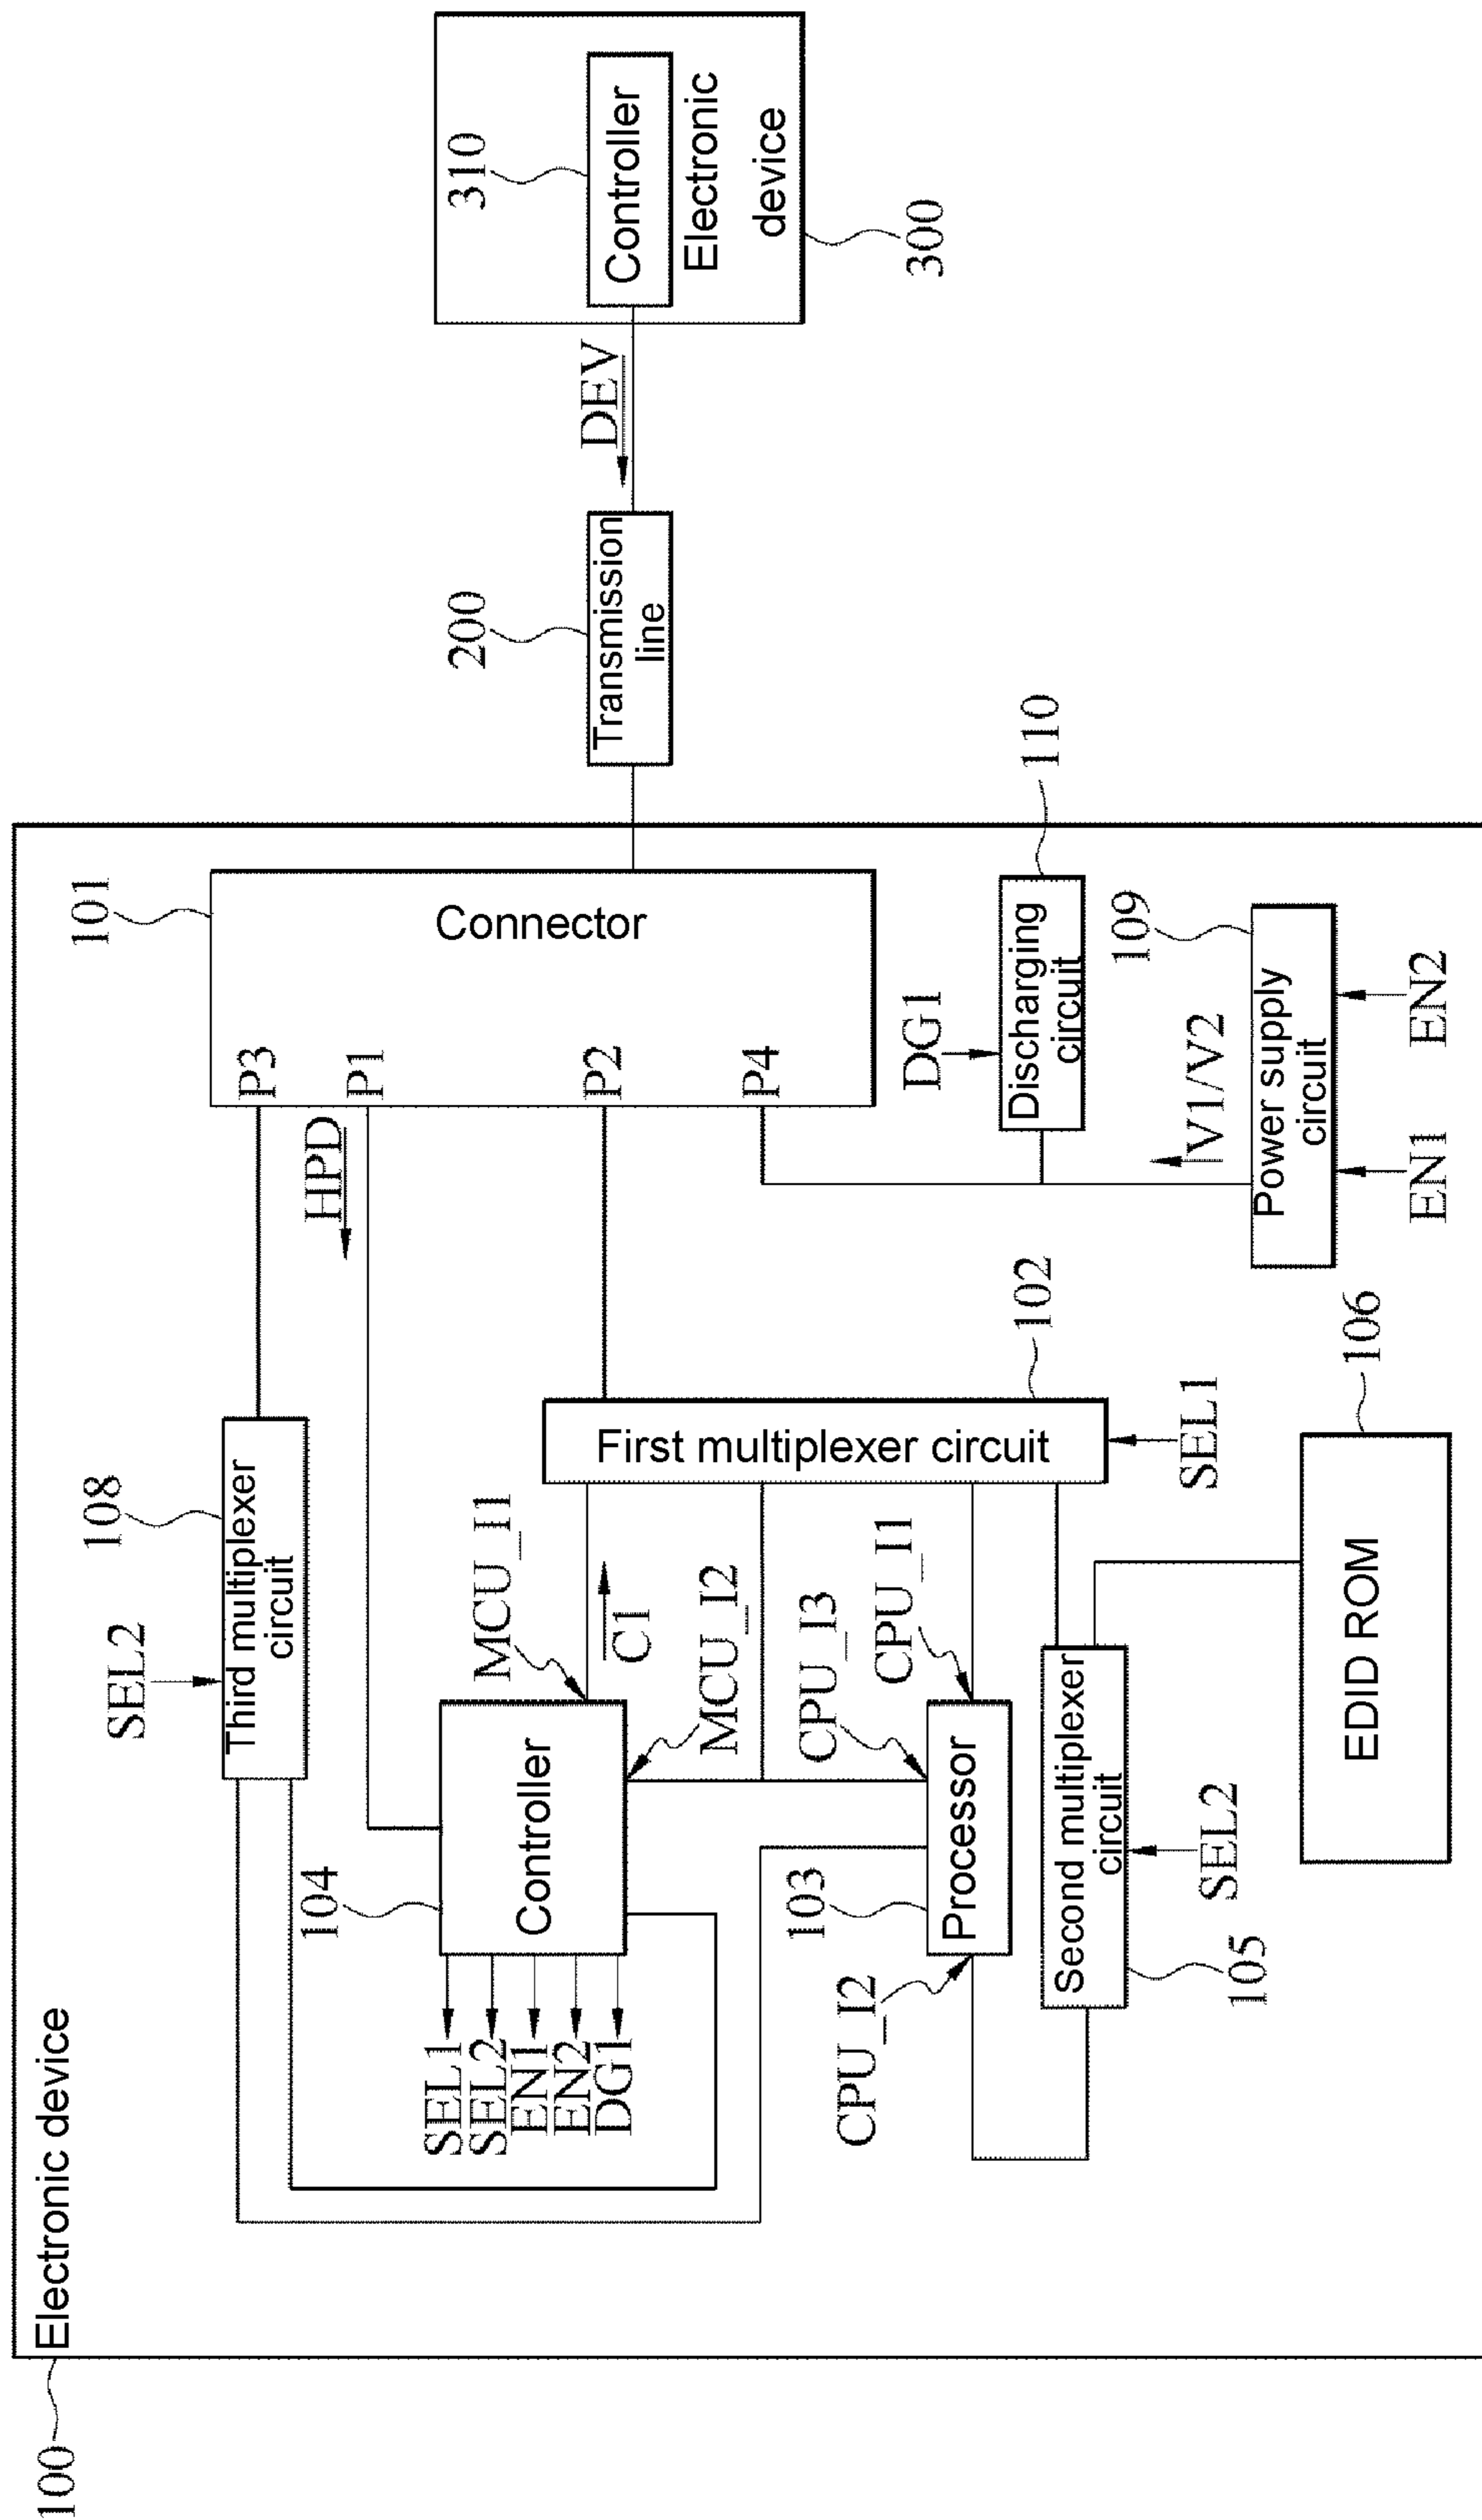 100
Electronic device
SEL2
108
Third multiplexer
circuit
HPD
101
P3
P1
P2
P4
Connector
200
Transmission
line
DEV
310
Controller
Electronic
device
300
104
Controller
SEL1
SEL2
EN1
EN2
DG1
MCU_I1
C1
MCU_I2
CPU_I3
CPU_I1
CPU_I2
103
Processor
First multiplexer circuit
102
SEL1
Second multiplexer
circuit
105
SEL2
EDID ROM
106
DG1
Discharging
circuit
110
V1/V2
Power supply
circuit
109
EN1
EN2